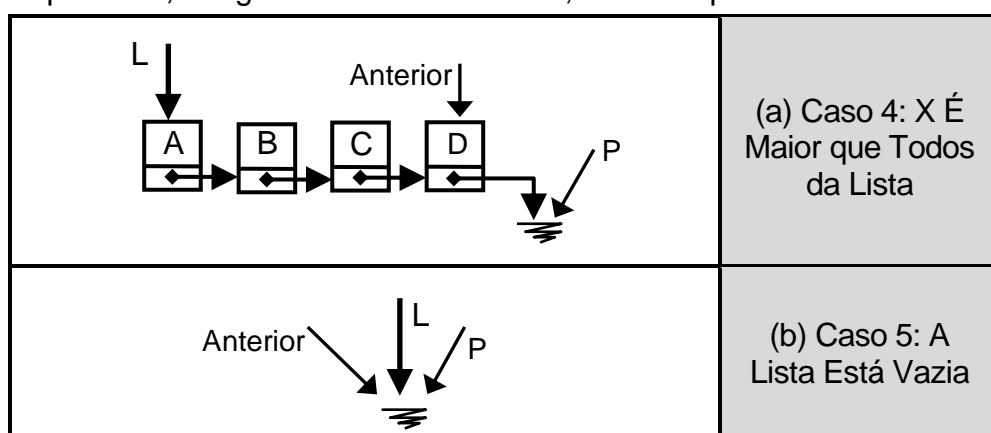 L
Anterior
A B C D
P
(a) Caso 4: X É
Maior que Todos
da Lista
Anterior
L
P
(b) Caso 5: A
Lista Está Vazia